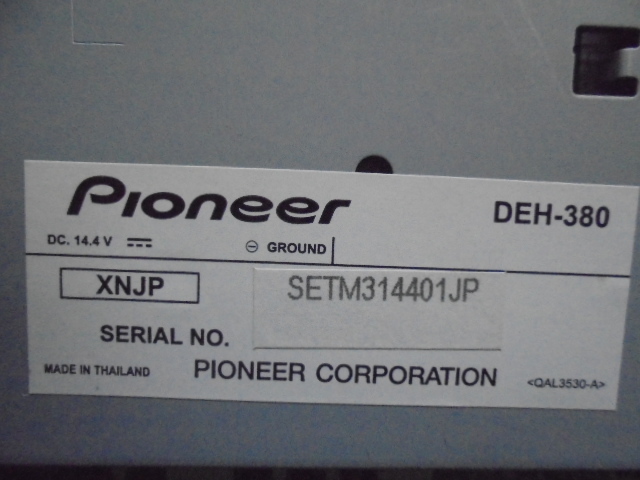 Pioneer DEH-380
DC. 14.4 V ⎓ ⊖ GROUND
XNJP SETM314401JP
SERIAL NO.
MADE IN THAILAND PIONEER CORPORATION <QAL3530-A>